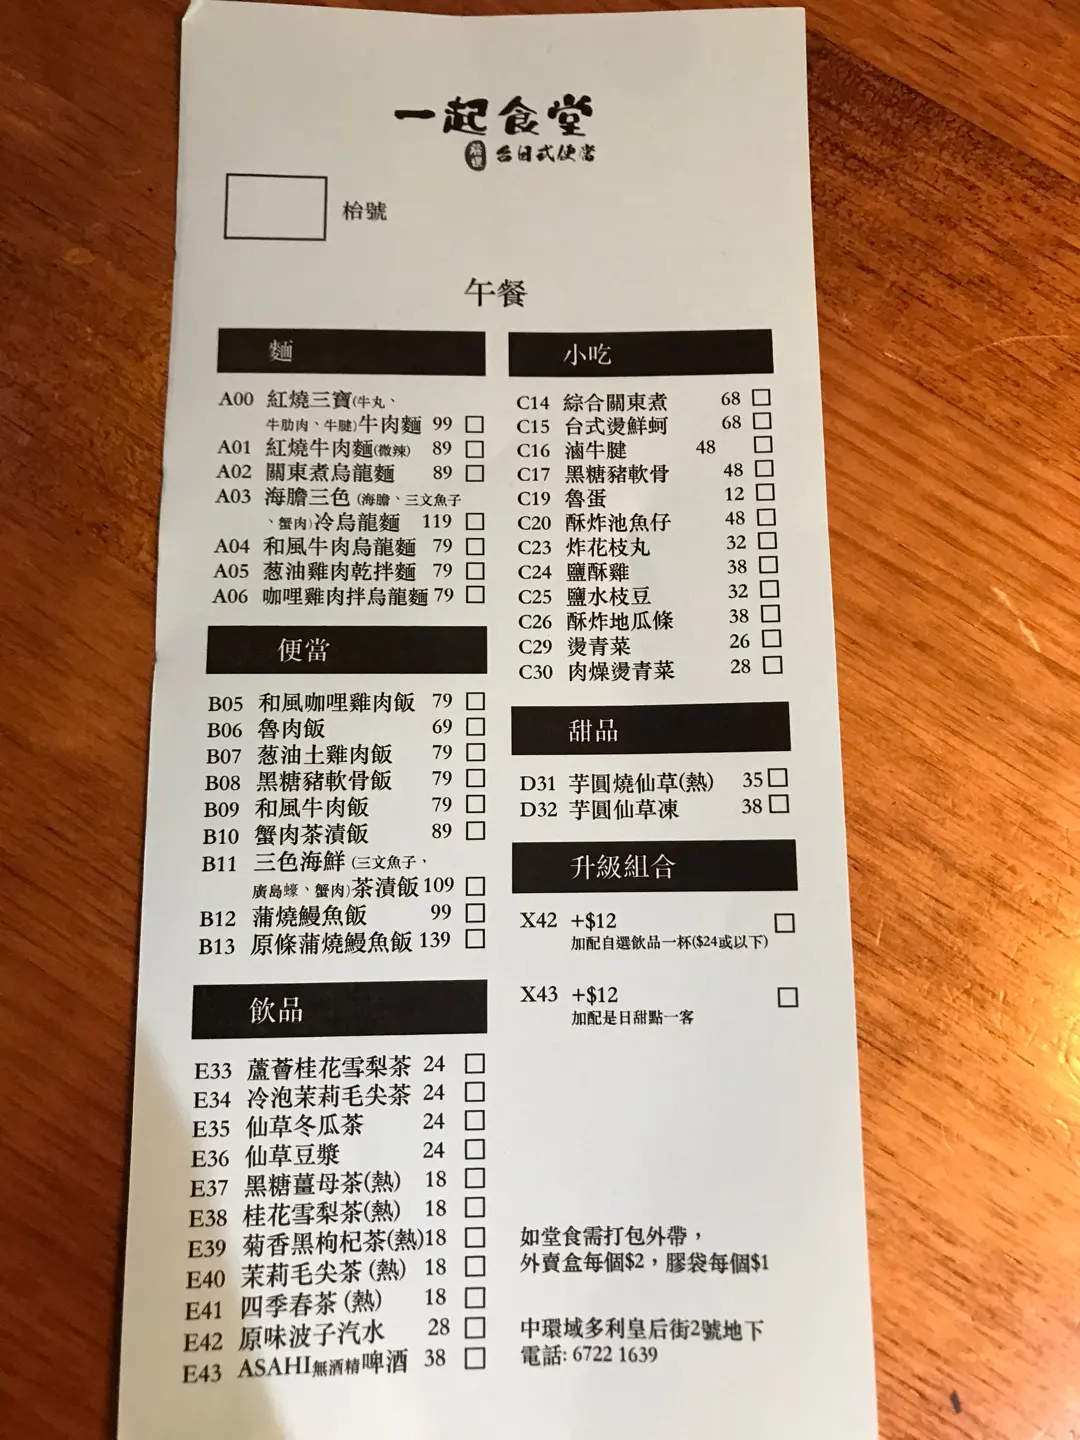 一起食堂
台日式便當
枱號
午餐
麵
A00 紅燒三寶(牛丸、
牛肋肉、牛腱)牛肉麵 99
A01 紅燒牛肉麵(微辣) 89
A02 關東煮烏龍麵 89
A03 海膽三色 (海膽、三文魚子
、蟹肉)冷烏龍麵 119
A04 和風牛肉烏龍麵 79
A05 葱油雞肉乾拌麵 79
A06 咖哩雞肉拌烏龍麵 79
便當
B05 和風咖哩雞肉飯 79
B06 魯肉飯 69
B07 葱油土雞肉飯 79
B08 黑糖豬軟骨飯 79
B09 和風牛肉飯 79
B10 蟹肉茶漬飯 89
B11 三色海鮮 (三文魚子，
廣島蠔、蟹肉)茶漬飯 109
B12 蒲燒鰻魚飯 99
B13 原條蒲燒鰻魚飯 139
飲品
E33 蘆薈桂花雪梨茶 24
E34 冷泡茉莉毛尖茶 24
E35 仙草冬瓜茶 24
E36 仙草豆漿 24
E37 黑糖薑母茶(熱) 18
E38 桂花雪梨茶(熱) 18
E39 菊香黑枸杞茶(熱) 18
E40 茉莉毛尖茶 (熱) 18
E41 四季春茶 (熱) 18
E42 原味波子汽水 28
E43 ASAHI無酒精啤酒 38
小吃
C14 綜合關東煮 68
C15 台式燙鮮蚵 68
C16 滷牛腱 48
C17 黑糖豬軟骨 48
C19 魯蛋 12
C20 酥炸池魚仔 48
C23 炸花枝丸 32
C24 鹽酥雞 38
C25 鹽水枝豆 32
C26 酥炸地瓜條 38
C29 燙青菜 26
C30 肉燥燙青菜 28
甜品
D31 芋圓燒仙草(熱) 35
D32 芋圓仙草凍 38
升級組合
X42 +$12
加配自選飲品一杯($24或以下)
X43 +$12
加配是日甜點一客
如堂食需打包外帶，
外賣盒每個$2，膠袋每個$1
中環域多利皇后街2號地下
電話: 6722 1639